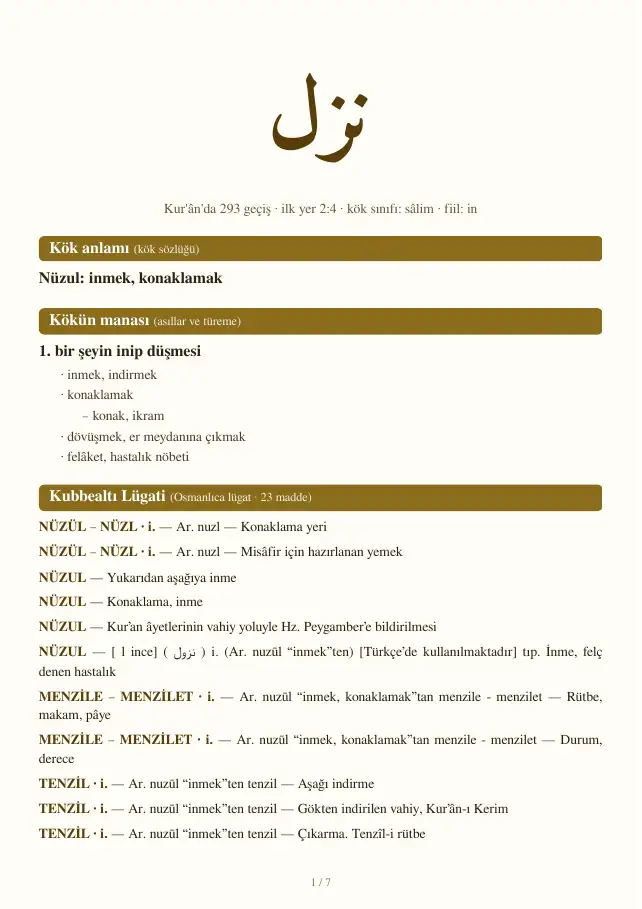 نزل
Kur'ân'da 293 geçiş · ilk yer 2:4 · kök sınıfı: sâlim · fiil: in
Kök anlamı (kök sözlüğü)
Nüzul: inmek, konaklamak
Kökün manası (asıllar ve türeme)
1. bir şeyin inip düşmesi
· inmek, indirmek
· konaklamak
– konak, ikram
· dövüşmek, er meydanına çıkmak
· felâket, hastalık nöbeti
Kubbealtı Lügati (Osmanlıca lügat · 23 madde)
NÜZÜL – NÜZL · i. — Ar. nuzl — Konaklama yeri
NÜZÜL – NÜZL · i. — Ar. nuzl — Misâfir için hazırlanan yemek
NÜZUL — Yukarıdan aşağıya inme
NÜZUL — Konaklama, inme
NÜZUL — Kur’an âyetlerinin vahiy yoluyle Hz. Peygamber’e bildirilmesi
NÜZUL — [ l ince] ( نزول ) i. (Ar. nuzūl “inmek”ten) [Türkçe’de kullanılmaktadır] tıp. İnme, felç
denen hastalık
MENZİLE – MENZİLET · i. — Ar. nuzūl “inmek, konaklamak”tan menzile - menzilet — Rütbe,
makam, pâye
MENZİLE – MENZİLET · i. — Ar. nuzūl “inmek, konaklamak”tan menzile - menzilet — Durum,
derece
TENZİL · i. — Ar. nuzūl “inmek”ten tenzil — Aşağı indirme
TENZİL · i. — Ar. nuzūl “inmek”ten tenzil — Gökten indirilen vahiy, Kur’ân-ı Kerim
TENZİL · i. — Ar. nuzūl “inmek”ten tenzil — Çıkarma. Tenzîl-i rütbe
1 / 7